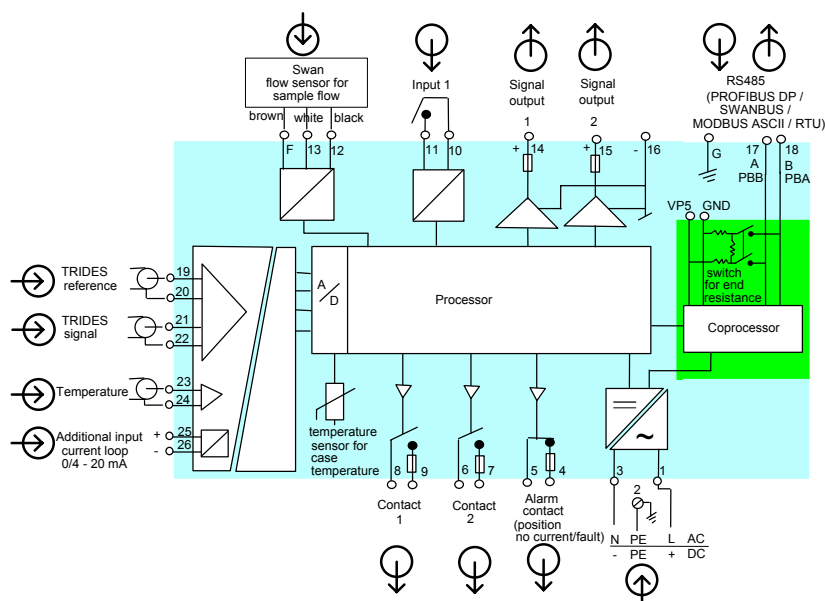 Swan
flow sensor for
sample flow
brown white black
F 13 12
Input 1
11 10
Signal
output
1
+ 14
Signal
output
2
+ 15
- 16
RS485
(PROFIBUS DP /
SWANBUS /
MODBUS ASCII / RTU)
G
17 18
A B
PBB PBA
VP5 GND
switch
for end
resistance
Coprocessor
TRIDES
reference
19
20
TRIDES
signal
21
22
Temperature
23
24
Additional input
current loop
0/4 - 20 mA
+ 25
- 26
A
/
D
Processor
temperature
sensor for
case
temperature
8 9
Contact
1
6 7
Contact
2
5 4
Alarm
contact
(position
no current/fault)
=
~
3 2 1
N PE L AC
- PE + DC